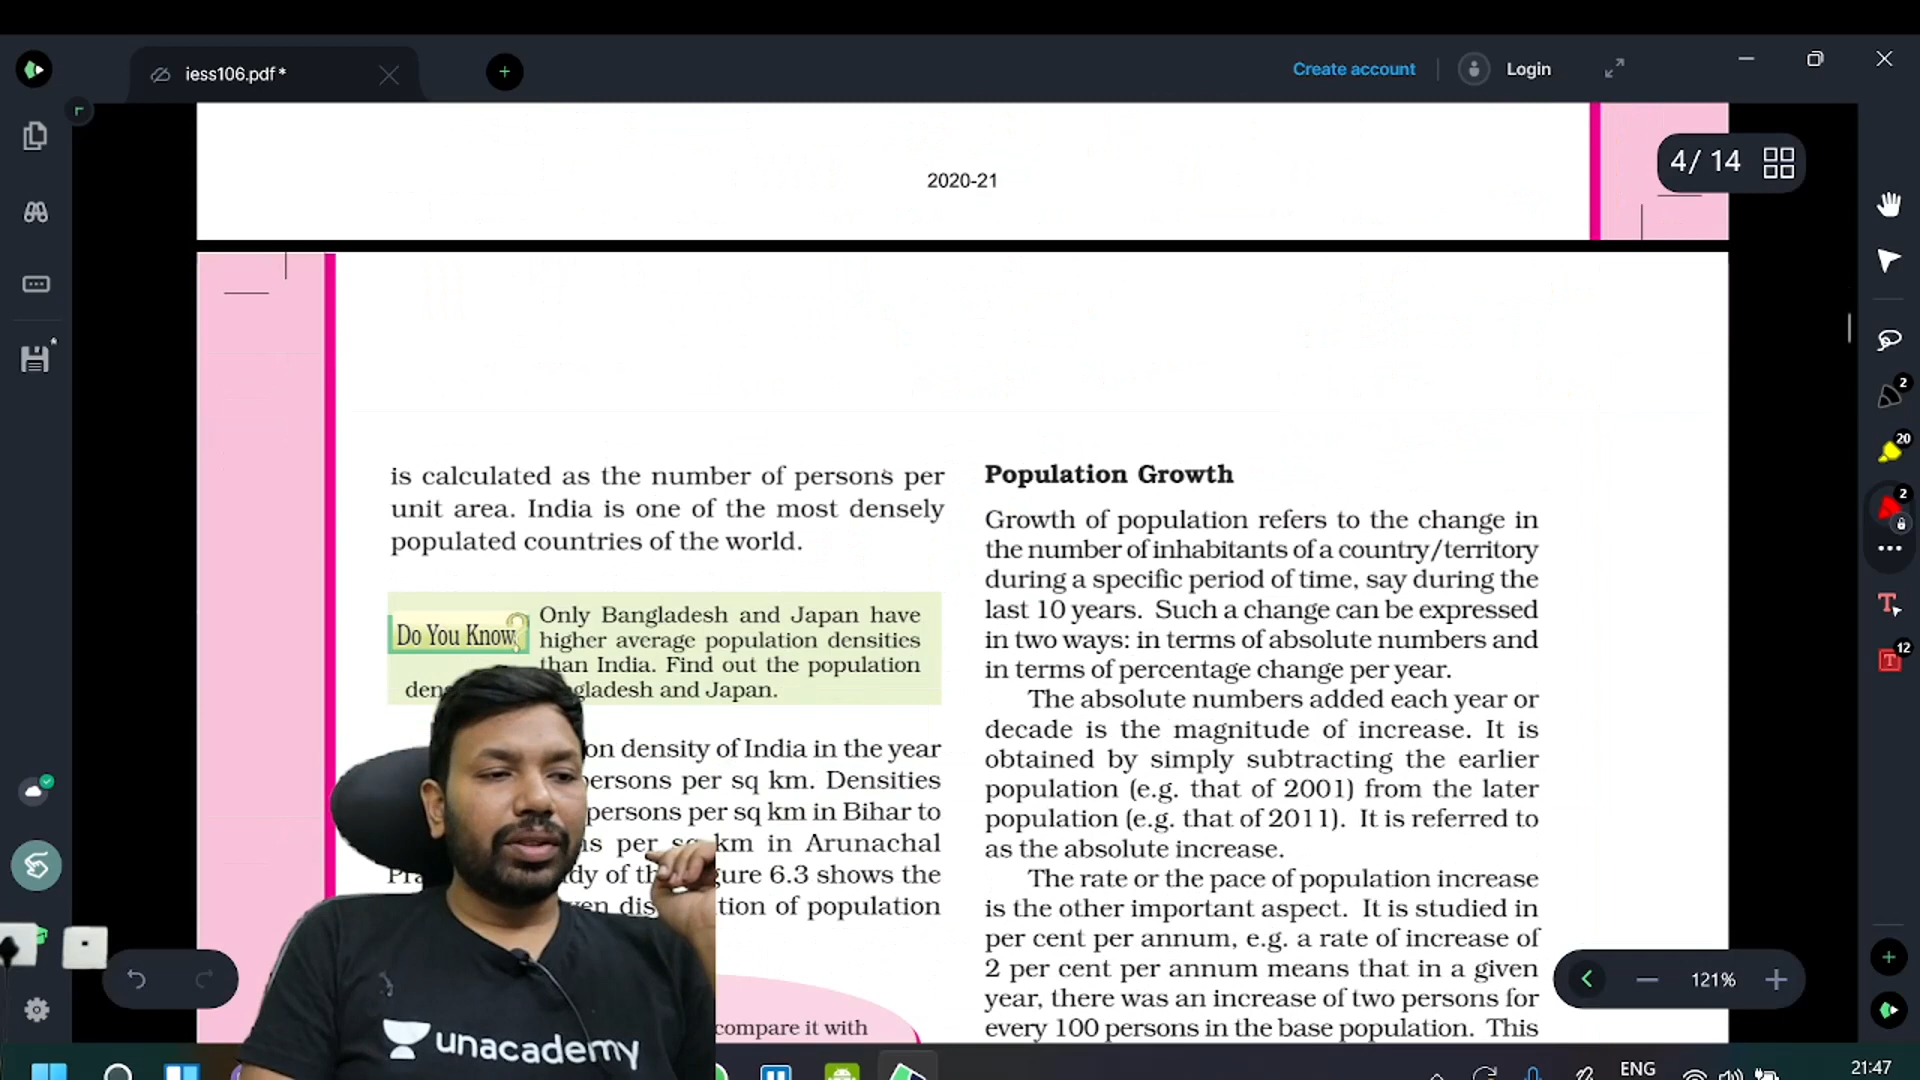 iess106.pdf*
Create account
Login
2020-21
4/ 14
is calculated as the number of persons per
unit area. India is one of the most densely
populated countries of the world.
Do You Know?
Only Bangladesh and Japan have
higher average population densities
than India. Find out the population
Bangladesh and Japan.
density of India in the year
persons per sq km. Densities
persons per sq km in Bihar to
per sq km in Arunachal
6.3 shows the
of population
compare it with
Population Growth
Growth of population refers to the change in
the number of inhabitants of a country/territory
during a specific period of time, say during the
last 10 years. Such a change can be expressed
in two ways: in terms of absolute numbers and
in terms of percentage change per year.
The absolute numbers added each year or
decade is the magnitude of increase. It is
obtained by simply subtracting the earlier
population (e.g. that of 2001) from the later
population (e.g. that of 2011). It is referred to
as the absolute increase.
The rate or the pace of population increase
is the other important aspect. It is studied in
per cent per annum, e.g. a rate of increase of
2 per cent per annum means that in a given
year, there was an increase of two persons for
every 100 persons in the base population. This
2
20
2
12
121%
unacademy
ENG
21:47